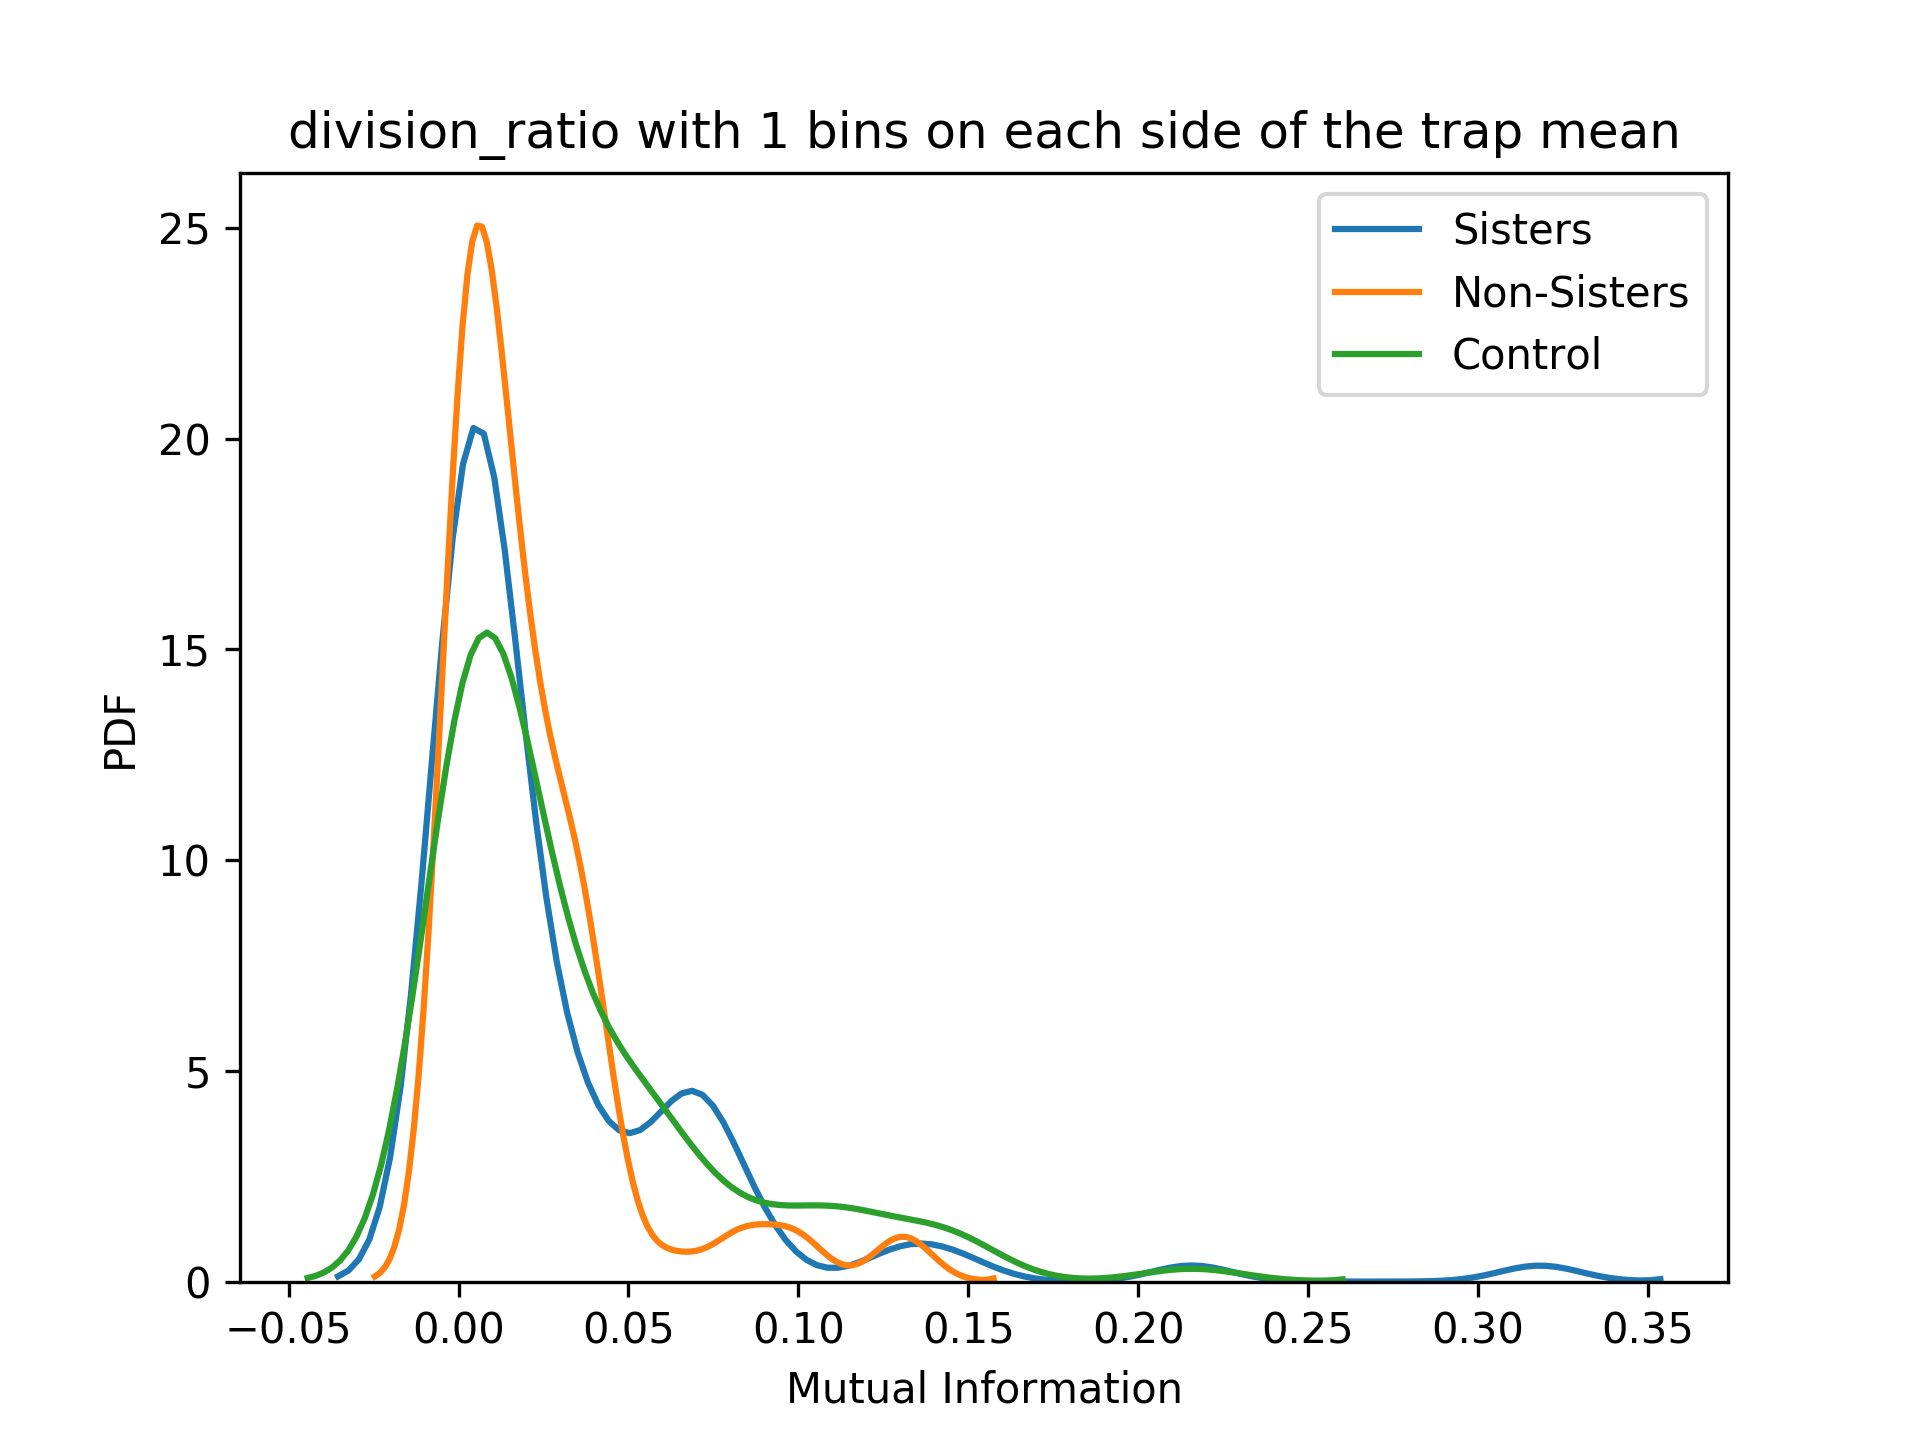 division_ratio with 1 bins on each side of the trap mean
Sisters
Non-Sisters
Control
PDF
25
20
15
10
5
0
−0.05 0.00 0.05 0.10 0.15 0.20 0.25 0.30 0.35
Mutual Information